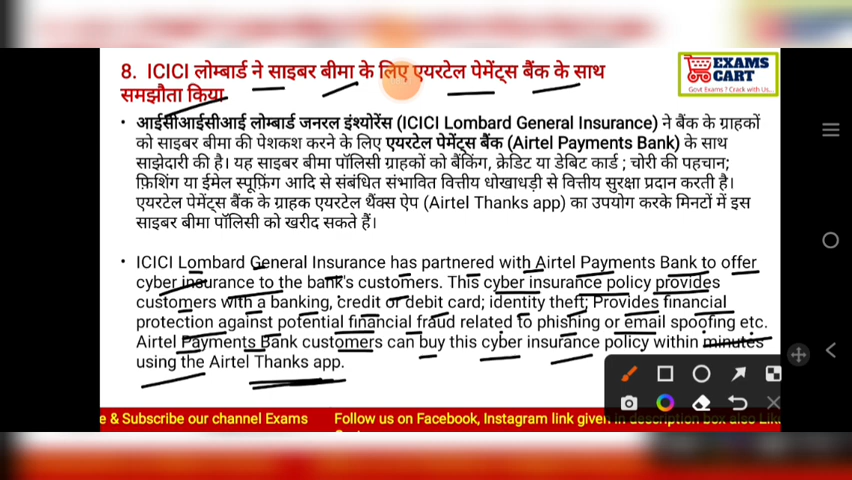 8. ICICI लोम्बार्ड ने साइबर बीमा के लिए एयरटेल पेमेंट्स बैंक के साथ
समझौता किया
EXAMS
CART
Govt Exams ? Crack with Us...
• आईसीआईसीआई लोम्बार्ड जनरल इंश्योरेंस (ICICI Lombard General Insurance) ने बैंक के ग्राहकों
को साइबर बीमा की पेशकश करने के लिए एयरटेल पेमेंट्स बैंक (Airtel Payments Bank) के साथ
साझेदारी की है। यह साइबर बीमा पॉलिसी ग्राहकों को बैंकिंग, क्रेडिट या डेबिट कार्ड ; चोरी की पहचान;
फ़िशिंग या ईमेल स्पूफ़िंग आदि से संबंधित संभावित वित्तीय धोखाधड़ी से वित्तीय सुरक्षा प्रदान करती है।
एयरटेल पेमेंट्स बैंक के ग्राहक एयरटेल थैंक्स ऐप (Airtel Thanks app) का उपयोग करके मिनटों में इस
साइबर बीमा पॉलिसी को खरीद सकते हैं।
• ICICI Lombard General Insurance has partnered with Airtel Payments Bank to offer
cyber insurance to the bank's customers. This cyber insurance policy provides
customers with a banking, credit or debit card; identity theft; Provides financial
protection against potential financial fraud related to phishing or email spoofing etc.
Airtel Payments Bank customers can buy this cyber insurance policy within minutes
using the Airtel Thanks app.
e & Subscribe our channel Exams Follow us on Facebook, Instagram link given in description box also Lik